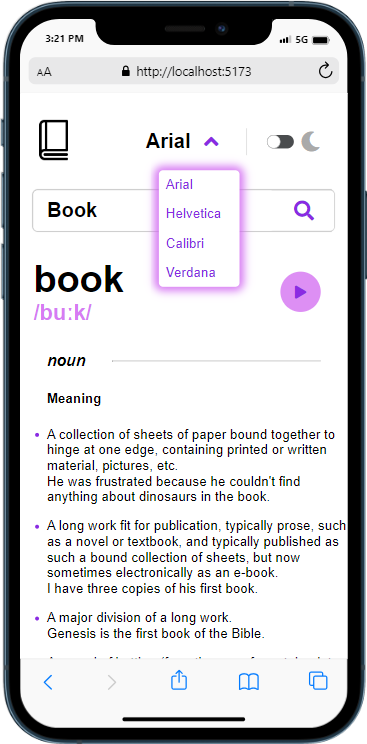 3:21 PM 5G
AA http://localhost:5173
Arial
Arial
Helvetica
Calibri
Verdana
Book
book
/buːk/
noun
Meaning
A collection of sheets of paper bound together to
hinge at one edge, containing printed or written
material, pictures, etc.
He was frustrated because he couldn't find
anything about dinosaurs in the book.
A long work fit for publication, typically prose, such
as a novel or textbook, and typically published as
such a bound collection of sheets, but now
sometimes electronically as an e-book.
I have three copies of his first book.
A major division of a long work.
Genesis is the first book of the Bible.